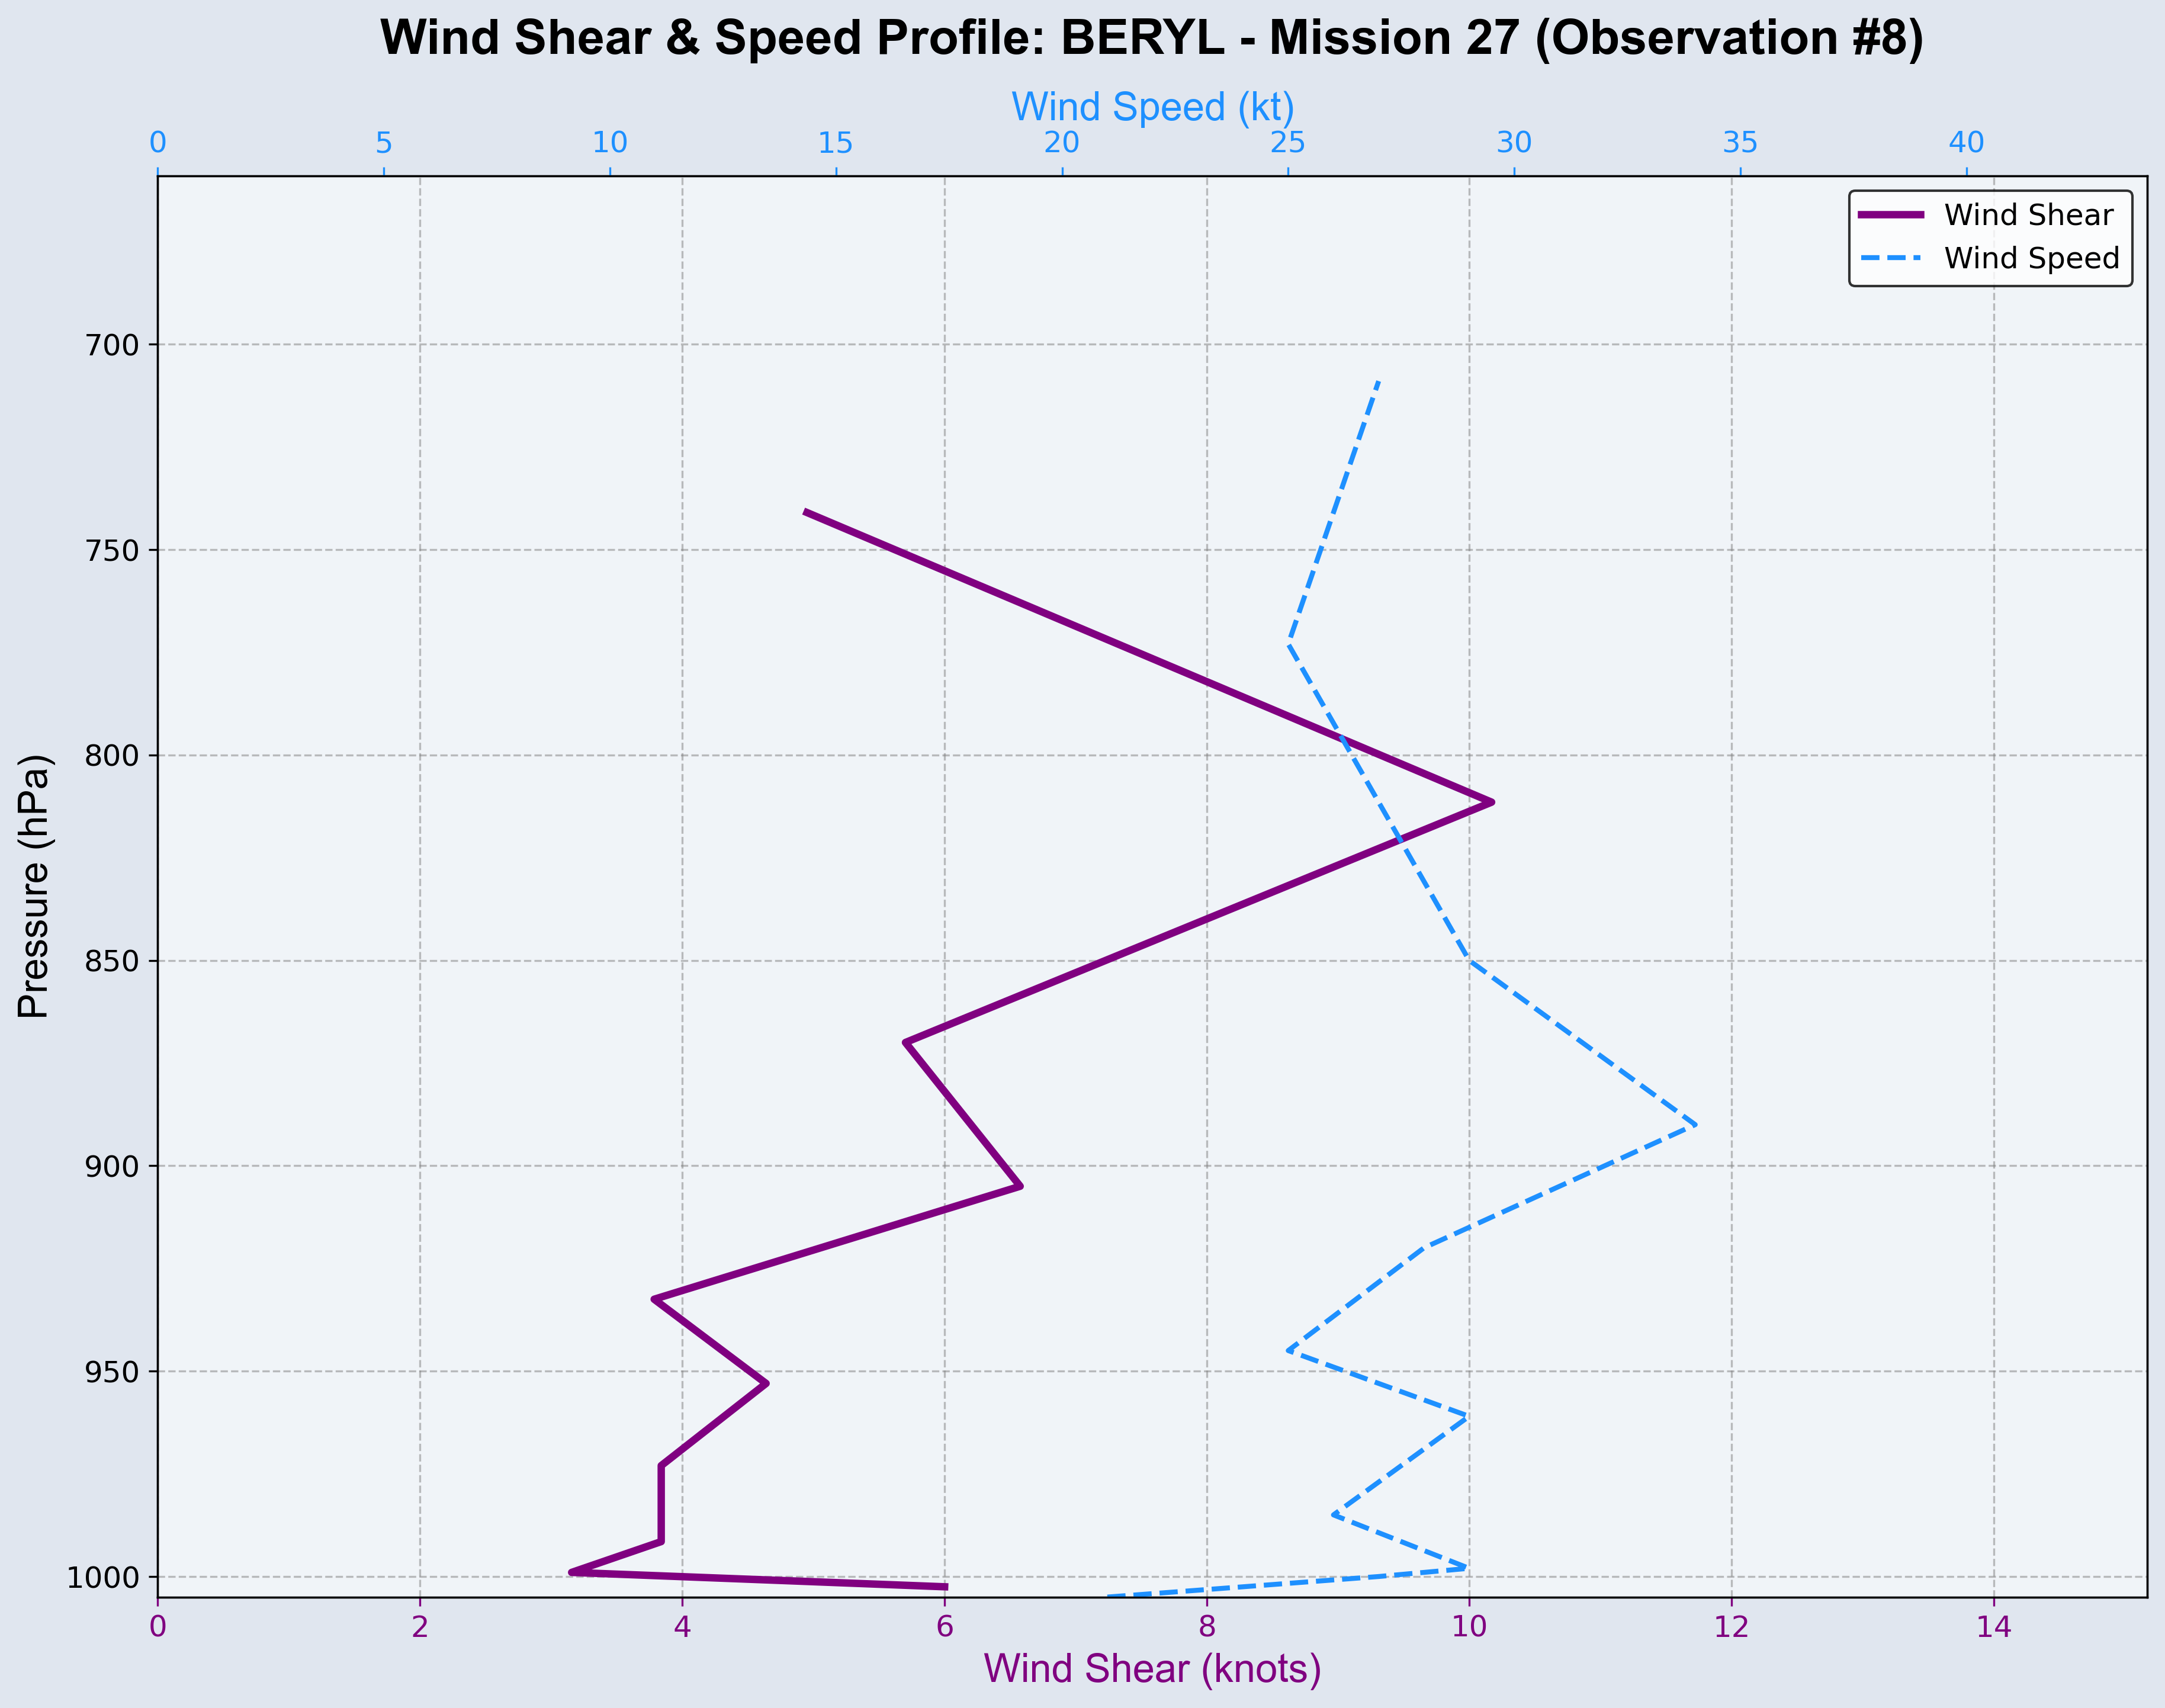 Wind Shear & Speed Profile: BERYL - Mission 27 (Observation #8)
Wind Speed (kt)
0 5 10 15 20 25 30 35 40
Wind Shear
Wind Speed
700
750
800
850
900
950
1000
Pressure (hPa)
0 2 4 6 8 10 12 14
Wind Shear (knots)